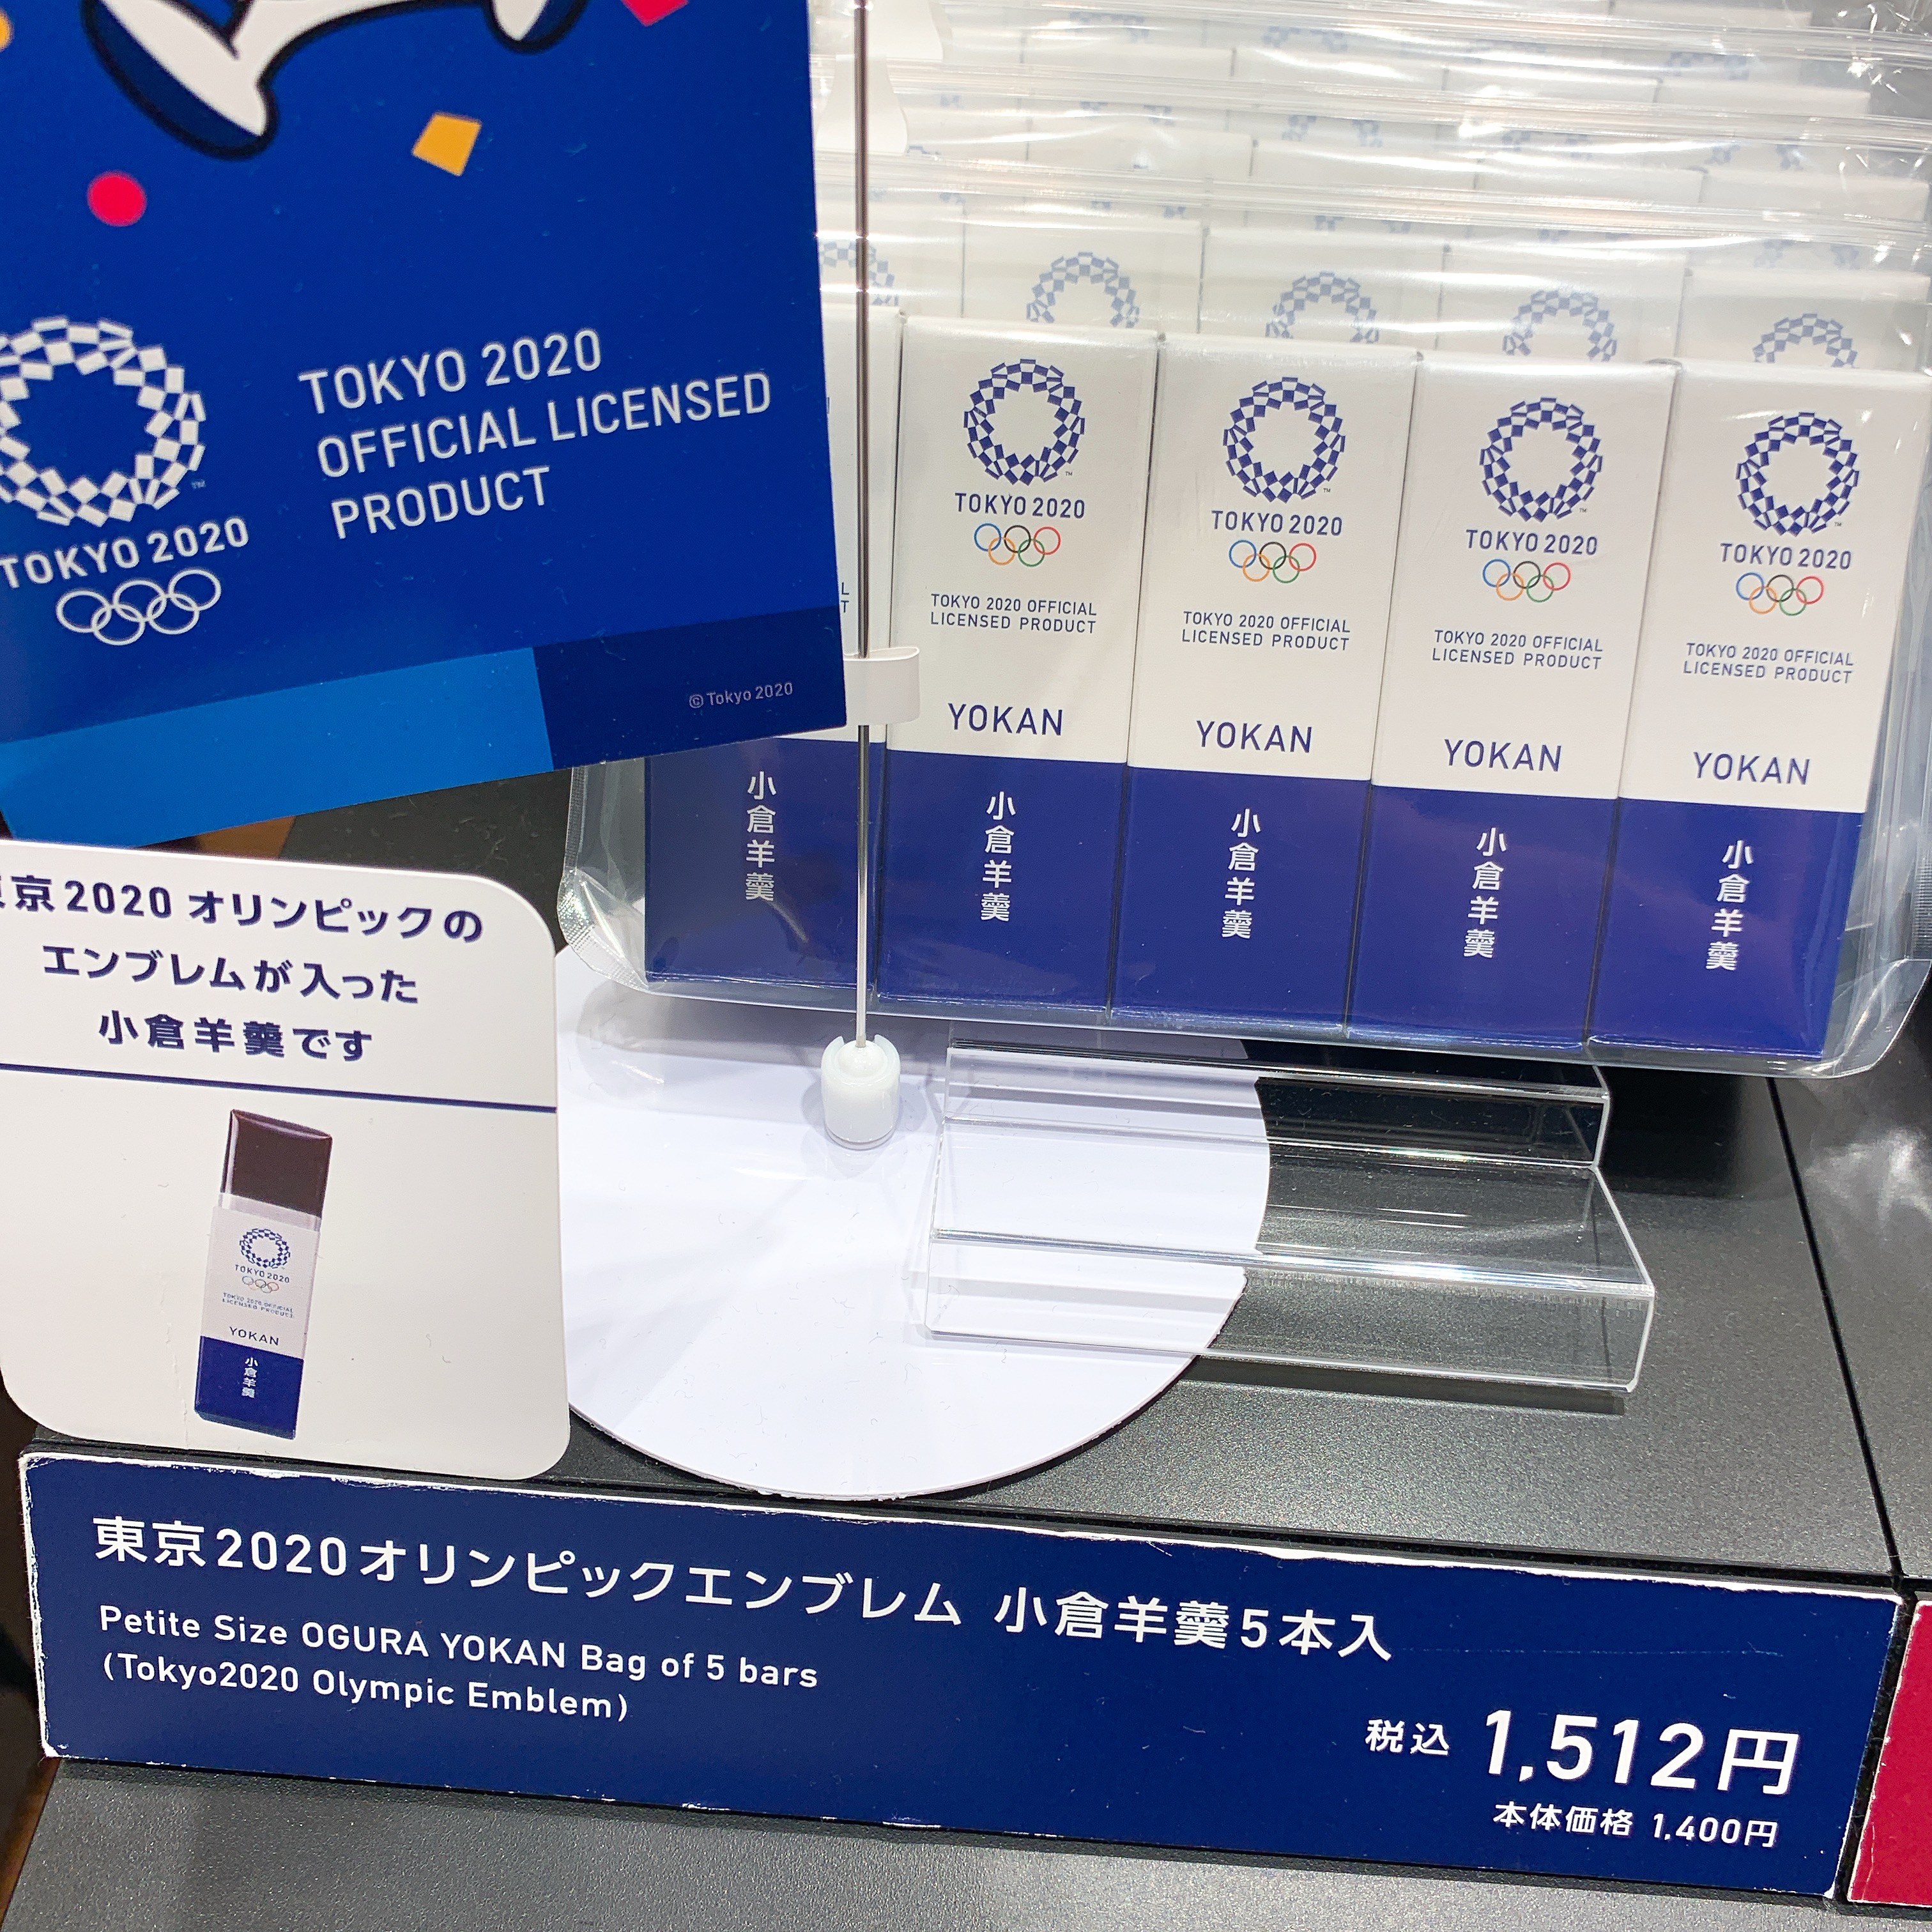 TOKYO 2020
OFFICIAL LICENSED
PRODUCT
TOKYO 2020
© Tokyo 2020
TOKYO 2020
TOKYO 2020 OFFICIAL
LICENSED PRODUCT
YOKAN
小倉羊羹
TOKYO 2020
TOKYO 2020 OFFICIAL
LICENSED PRODUCT
YOKAN
小倉羊羹
TOKYO 2020
TOKYO 2020 OFFICIAL
LICENSED PRODUCT
YOKAN
小倉羊羹
TOKYO 2020
TOKYO 2020 OFFICIAL
LICENSED PRODUCT
YOKAN
小倉羊羹
小倉羊羹
東京2020 オリンピックの
エンブレムが入った
小倉羊羹です
TOKYO 2020
TOKYO 2020 OFFICIAL
LICENSED PRODUCT
YOKAN
小倉羊羹
東京2020オリンピックエンブレム 小倉羊羹5本入
Petite Size OGURA YOKAN Bag of 5 bars
(Tokyo2020 Olympic Emblem)
税込 1,512円
本体価格 1,400円